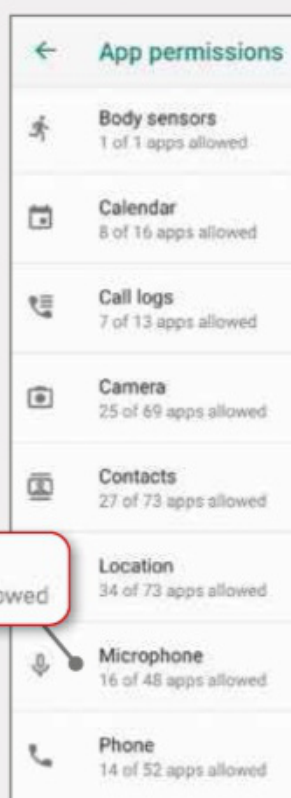 App permissions
Body sensors
1 of 1 apps allowed
Calendar
8 of 16 apps allowed
Call logs
7 of 13 apps allowed
Camera
25 of 69 apps allowed
Contacts
27 of 73 apps allowed
Location
34 of 73 apps allowed
Microphone
16 of 48 apps allowed
Phone
14 of 52 apps allowed